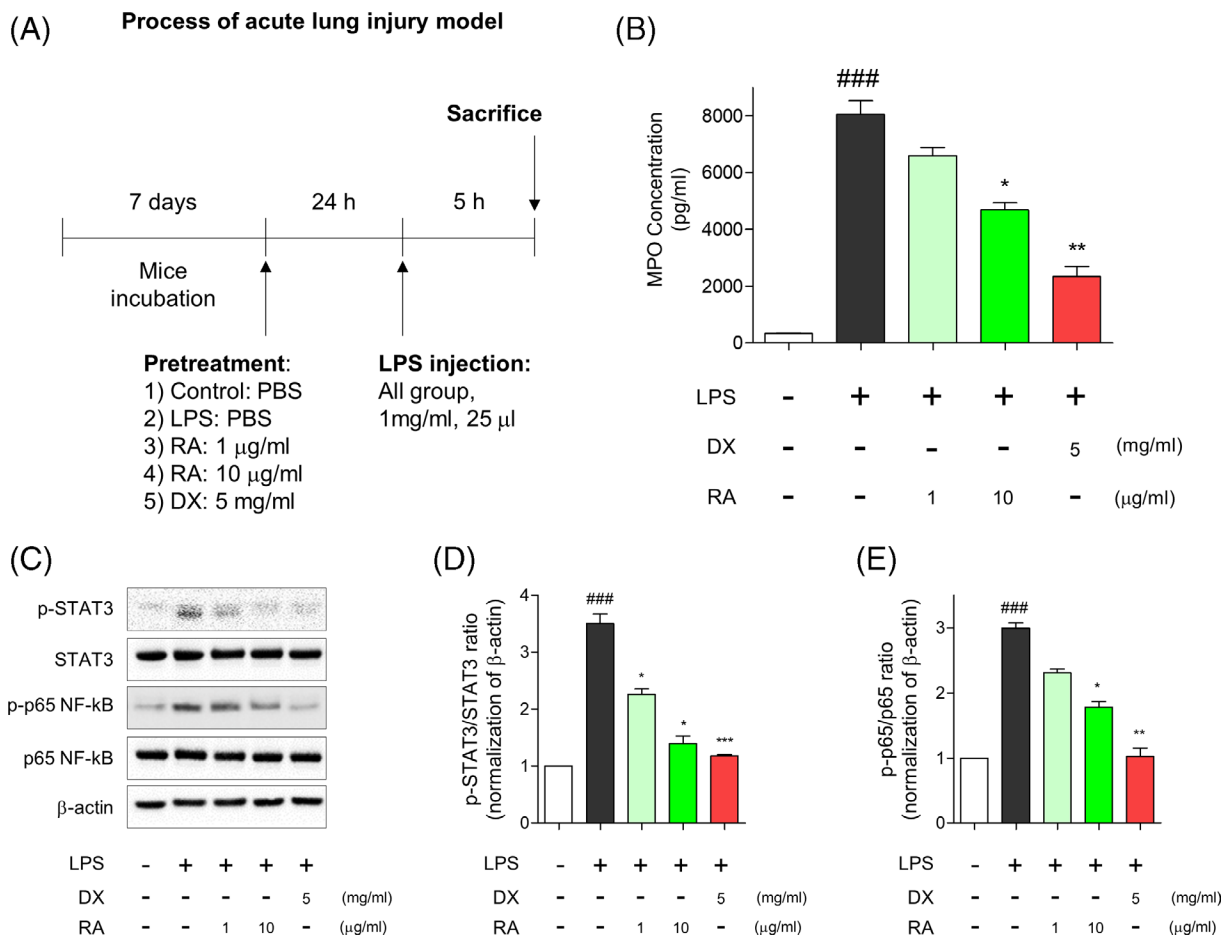 (A)
Process of acute lung injury model
Sacrifice
7 days 24 h 5 h
Mice
incubation
Pretreatment:
1) Control: PBS
2) LPS: PBS
3) RA: 1 μg/ml
4) RA: 10 μg/ml
5) DX: 5 mg/ml
LPS injection:
All group,
1mg/ml, 25 μl
(B)
MPO Concentration
(pg/ml)
8000
6000
4000
2000
0
###
*
**
LPS - + + + +
DX - - - - 5 (mg/ml)
RA - - 1 10 - (μg/ml)
(C)
p-STAT3
STAT3
p-p65 NF-kB
p65 NF-kB
β-actin
LPS - + + + +
DX - - - - 5 (mg/ml)
RA - - 1 10 - (μg/ml)
(D)
p-STAT3/STAT3 ratio
(normalization of β-actin)
4
3
2
1
0
###
*
*
***
LPS - + + + +
DX - - - - 5 (mg/ml)
RA - - 1 10 - (μg/ml)
(E)
p-p65/p65 ratio
(normalization of β-actin)
3
2
1
0
###
*
**
LPS - + + + +
DX - - - - 5 (mg/ml)
RA - - 1 10 - (μg/ml)